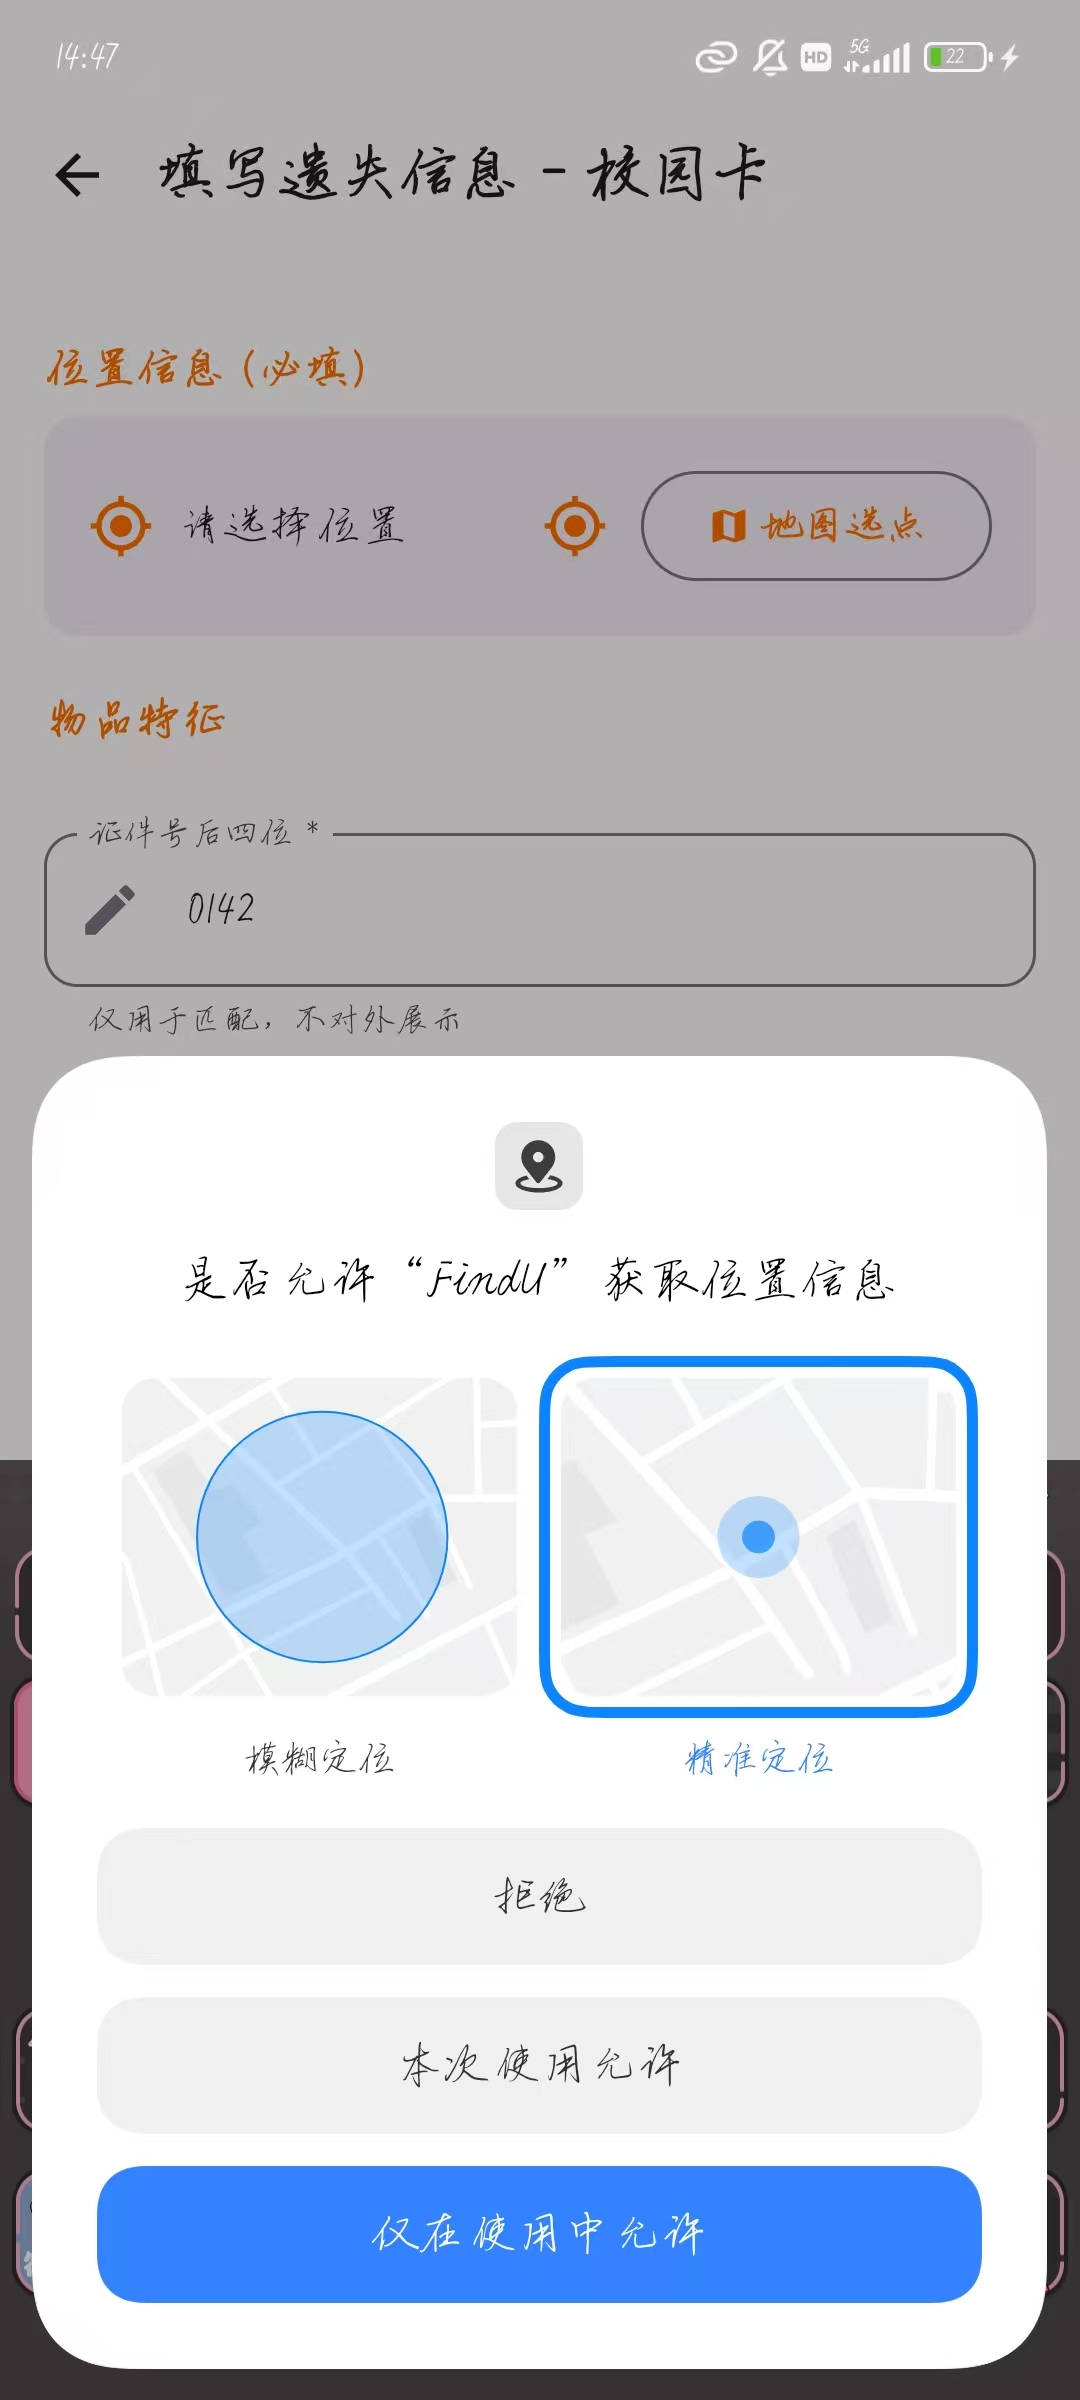 14:47
HD 5G 22
填写遗失信息 - 校园卡
位置信息 (必填)
请选择位置
地图选点
物品特征
证件号后四位 *
0142
仅用于匹配，不对外展示
是否允许“FindU”获取位置信息
模糊定位
精准定位
拒绝
本次使用允许
仅在使用中允许